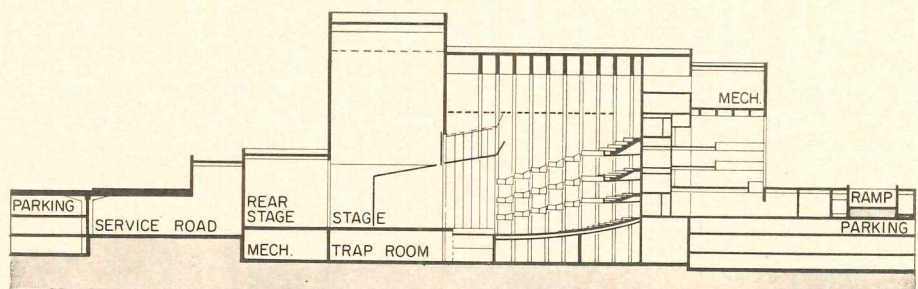 MECH.
PARKING
SERVICE ROAD
REAR
STAGE
STAGE
RAMP
PARKING
MECH.
TRAP ROOM